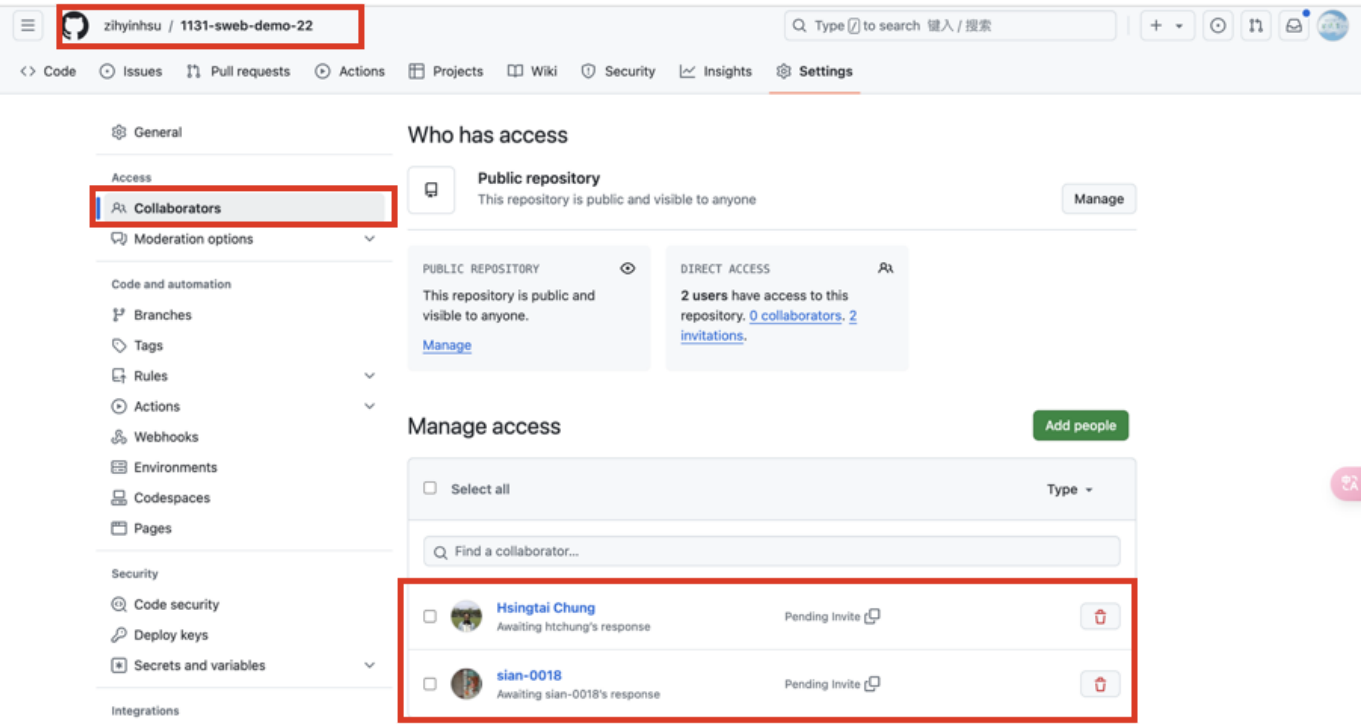 zihyinhsu / 1131-sweb-demo-22
Type / to search 键入 / 搜索
Code Issues Pull requests Actions Projects Wiki Security Insights Settings
General
Access
Collaborators
Moderation options
Code and automation
Branches
Tags
Rules
Actions
Webhooks
Environments
Codespaces
Pages
Security
Code security
Deploy keys
Secrets and variables
Integrations
Who has access
Public repository
This repository is public and visible to anyone
Manage
PUBLIC REPOSITORY
This repository is public and
visible to anyone.
Manage
DIRECT ACCESS
2 users have access to this
repository. 0 collaborators. 2
invitations.
Manage access
Add people
Select all
Type
Find a collaborator...
Hsingtai Chung
Awaiting htchung's response
Pending Invite
sian-0018
Awaiting sian-0018's response
Pending Invite